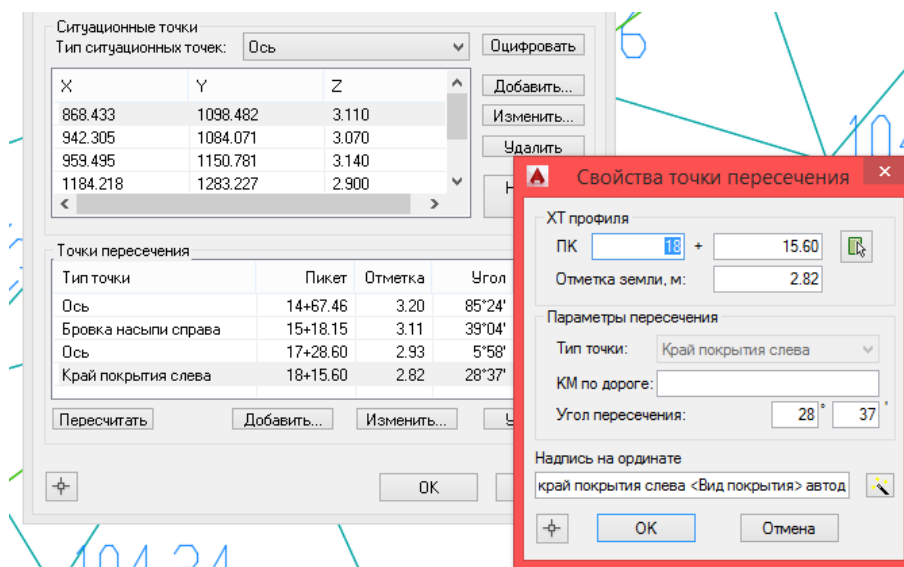 Ситуационные точки
Тип ситуационных точек: Ось Оцифровать
X Y Z Добавить...
868.433 1098.482 3.110 Изменить...
942.305 1084.071 3.070
959.495 1150.781 3.140 Удалить
1184.218 1283.227 2.900
Точки пересечения
Тип точки Пикет Отметка Угол
Ось 14+67.46 3.20 85°24'
Бровка насыпи справа 15+18.15 3.11 39°04'
Ось 17+28.60 2.93 5°58'
Край покрытия слева 18+15.60 2.82 28°37'
Пересчитать Добавить... Изменить...
OK
Свойства точки пересечения
ХТ профиля
ПК 18 + 15.60
Отметка земли, м: 2.82
Параметры пересечения
Тип точки: Край покрытия слева
КМ по дороге:
Угол пересечения: 28 ° 37 '
Надпись на ординате
край покрытия слева <Вид покрытия> автод
OK Отмена
104.24